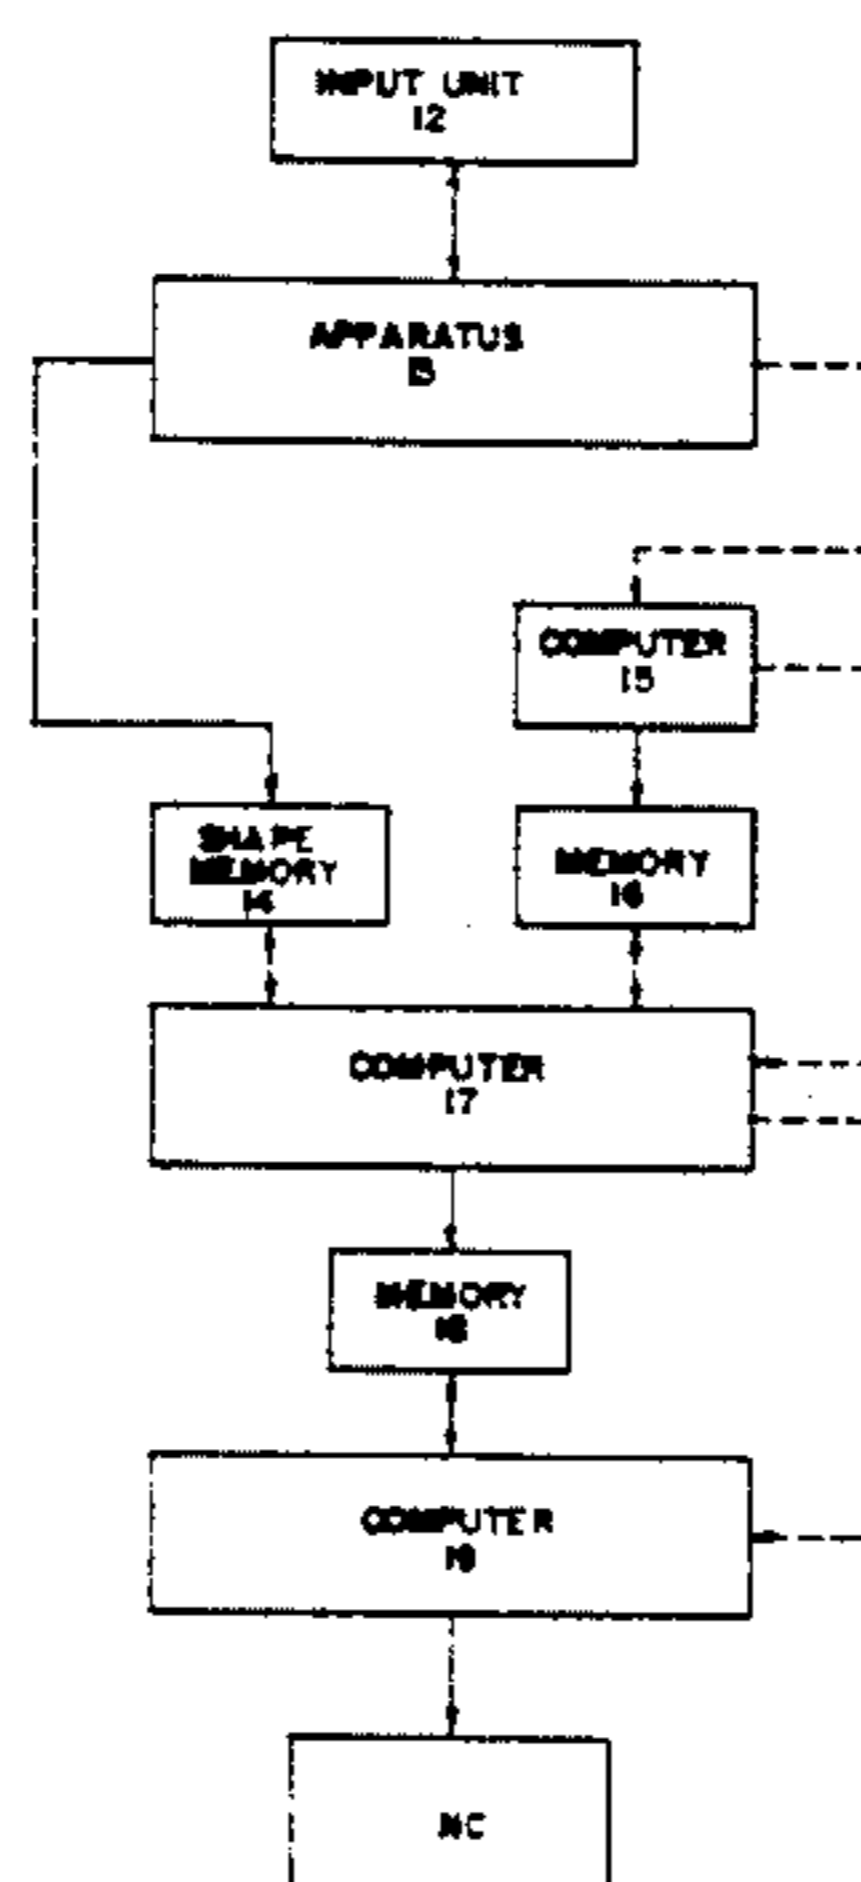 INPUT UNIT
12
APPARATUS
13
COMPUTER
15
SHAPE
MEMORY
14
MEMORY
16
COMPUTER
17
MEMORY
18
COMPUTER
19
NC